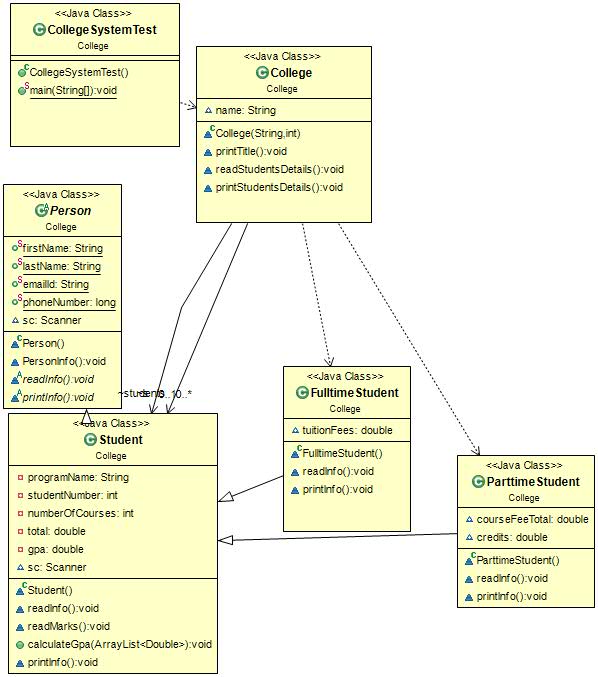 <<Java Class>>
CollegeSystemTest
College
CollegeSystemTest()
main(String[]):void
<<Java Class>>
College
College
name: String
College(String,int)
printTitle():void
readStudentsDetails():void
printStudentsDetails():void
<<Java Class>>
Person
College
firstName: String
lastName: String
emailId: String
phoneNumber: long
sc: Scanner
Person()
PersonInfo():void
readInfo():void
printInfo():void
~students
0..*
<<Java Class>>
Student
College
programName: String
studentNumber: int
numberOfCourses: int
total: double
gpa: double
sc: Scanner
Student()
readInfo():void
readMarks():void
calculateGpa(ArrayList<Double>):void
printInfo():void
<<Java Class>>
FulltimeStudent
College
tuitionFees: double
FulltimeStudent()
readInfo():void
printInfo():void
<<Java Class>>
ParttimeStudent
College
courseFeeTotal: double
credits: double
ParttimeStudent()
readInfo():void
printInfo():void